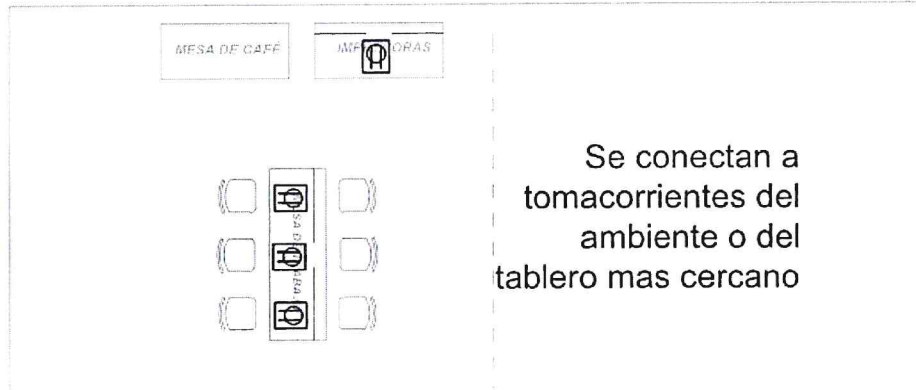 MESA DE CAFÉ
Se conectan a
tomacorrientes del
ambiente o del
tablero mas cercano